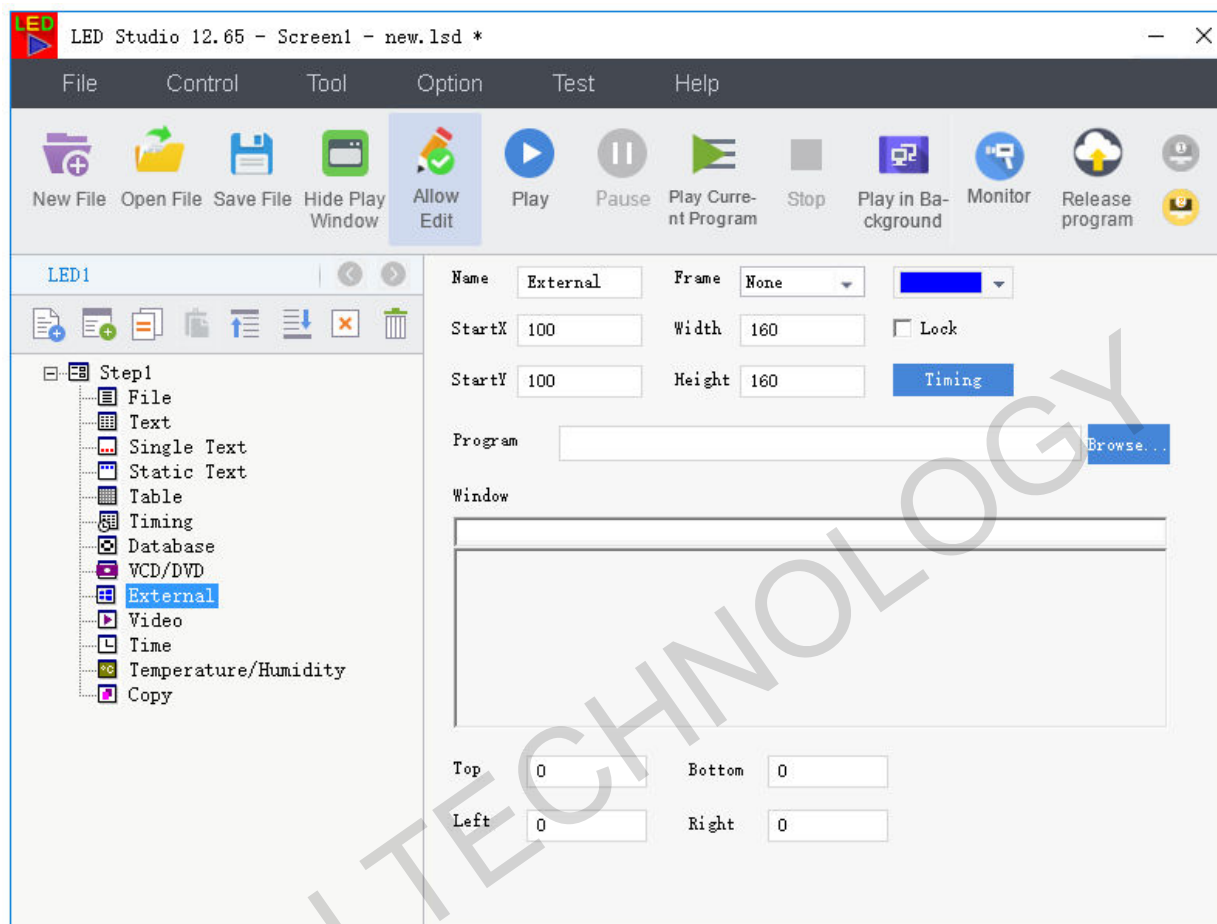 LED
LED Studio 12.65 - Screen1 - new.lsd *
File Control Tool Option Test Help
New File Open File Save File Hide Play Window Allow Edit Play Pause Play Curre-nt Program Stop Play in Ba-ckground Monitor Release program
LED1
Name External Frame None
StartX 100 Width 160 Lock
StartY 100 Height 160 Timing
Program Browse...
Window
Top 0 Bottom 0
Left 0 Right 0
Step1
File
Text
Single Text
Static Text
Table
Timing
Database
VCD/DVD
External
Video
Time
Temperature/Humidity
Copy
TECHNOLOGY